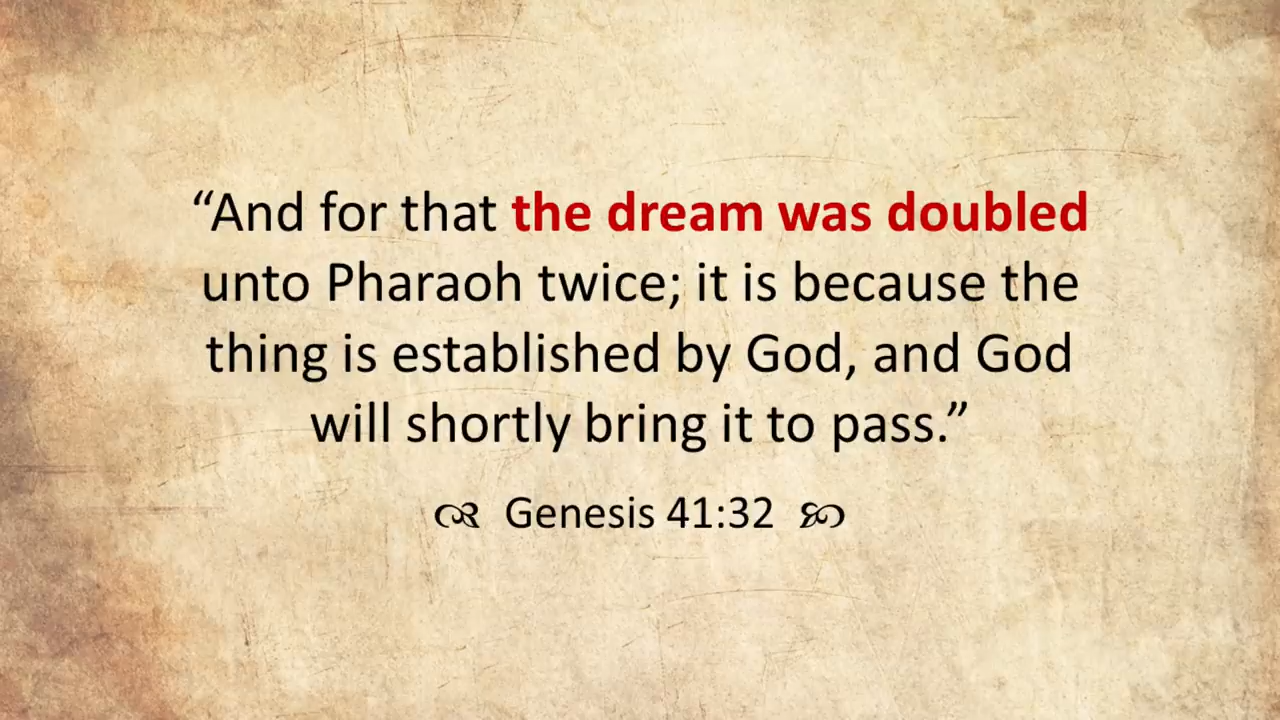 “And for that the dream was doubled
unto Pharaoh twice; it is because the
thing is established by God, and God
will shortly bring it to pass.”
Genesis 41:32